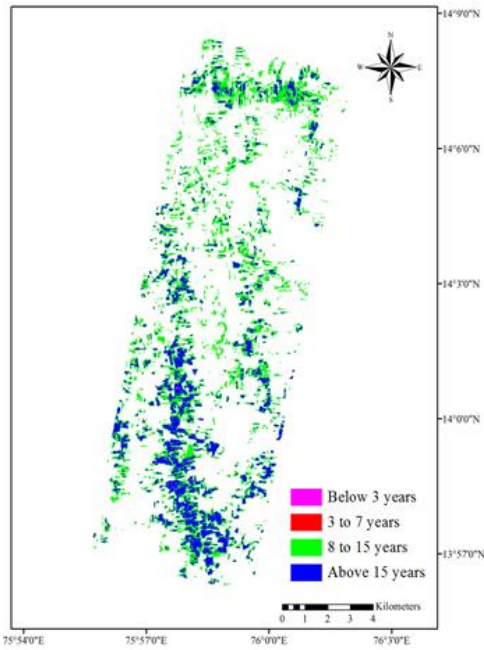 14°9'0"N
N
W E
S
14°6'0"N
14°3'0"N
14°0'0"N
Below 3 years
3 to 7 years
8 to 15 years
Above 15 years
13°57'0"N
Kilometers
0 0.5 1 2 3 4
75°54'0"E 75°57'0"E 76°0'0"E 76°3'0"E